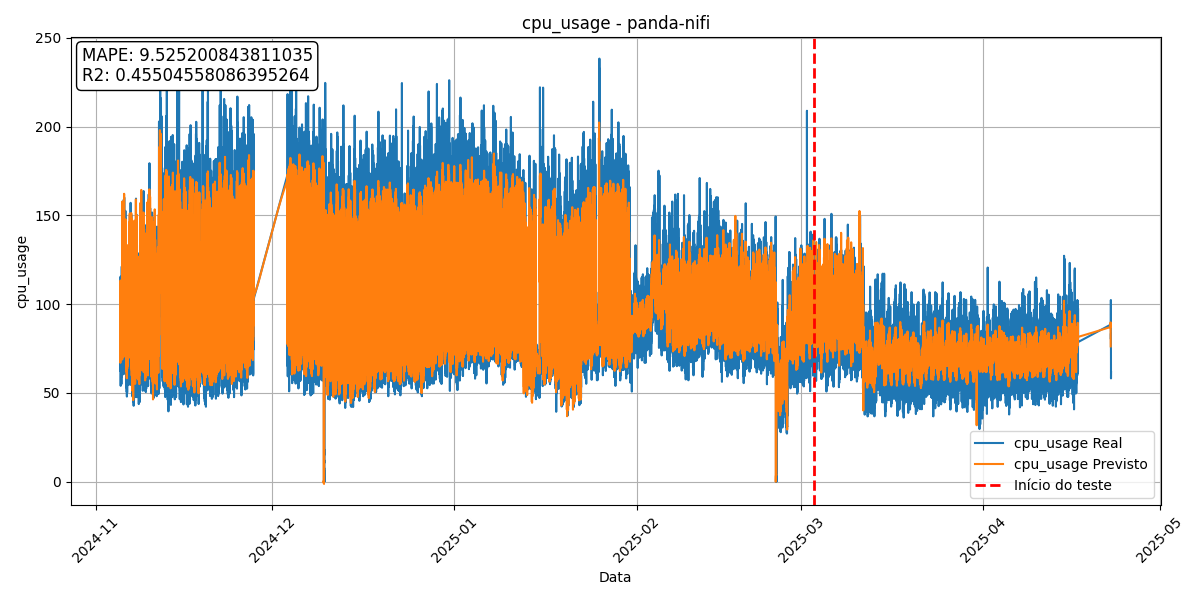 cpu_usage - panda-nifi
MAPE: 9.525200843811035
R2: 0.45504558086395264
250
200
150
100
50
0
cpu_usage
cpu_usage Real
cpu_usage Previsto
Início do teste
2024-11
2024-12
2025-01
2025-02
2025-03
2025-04
2025-05
Data